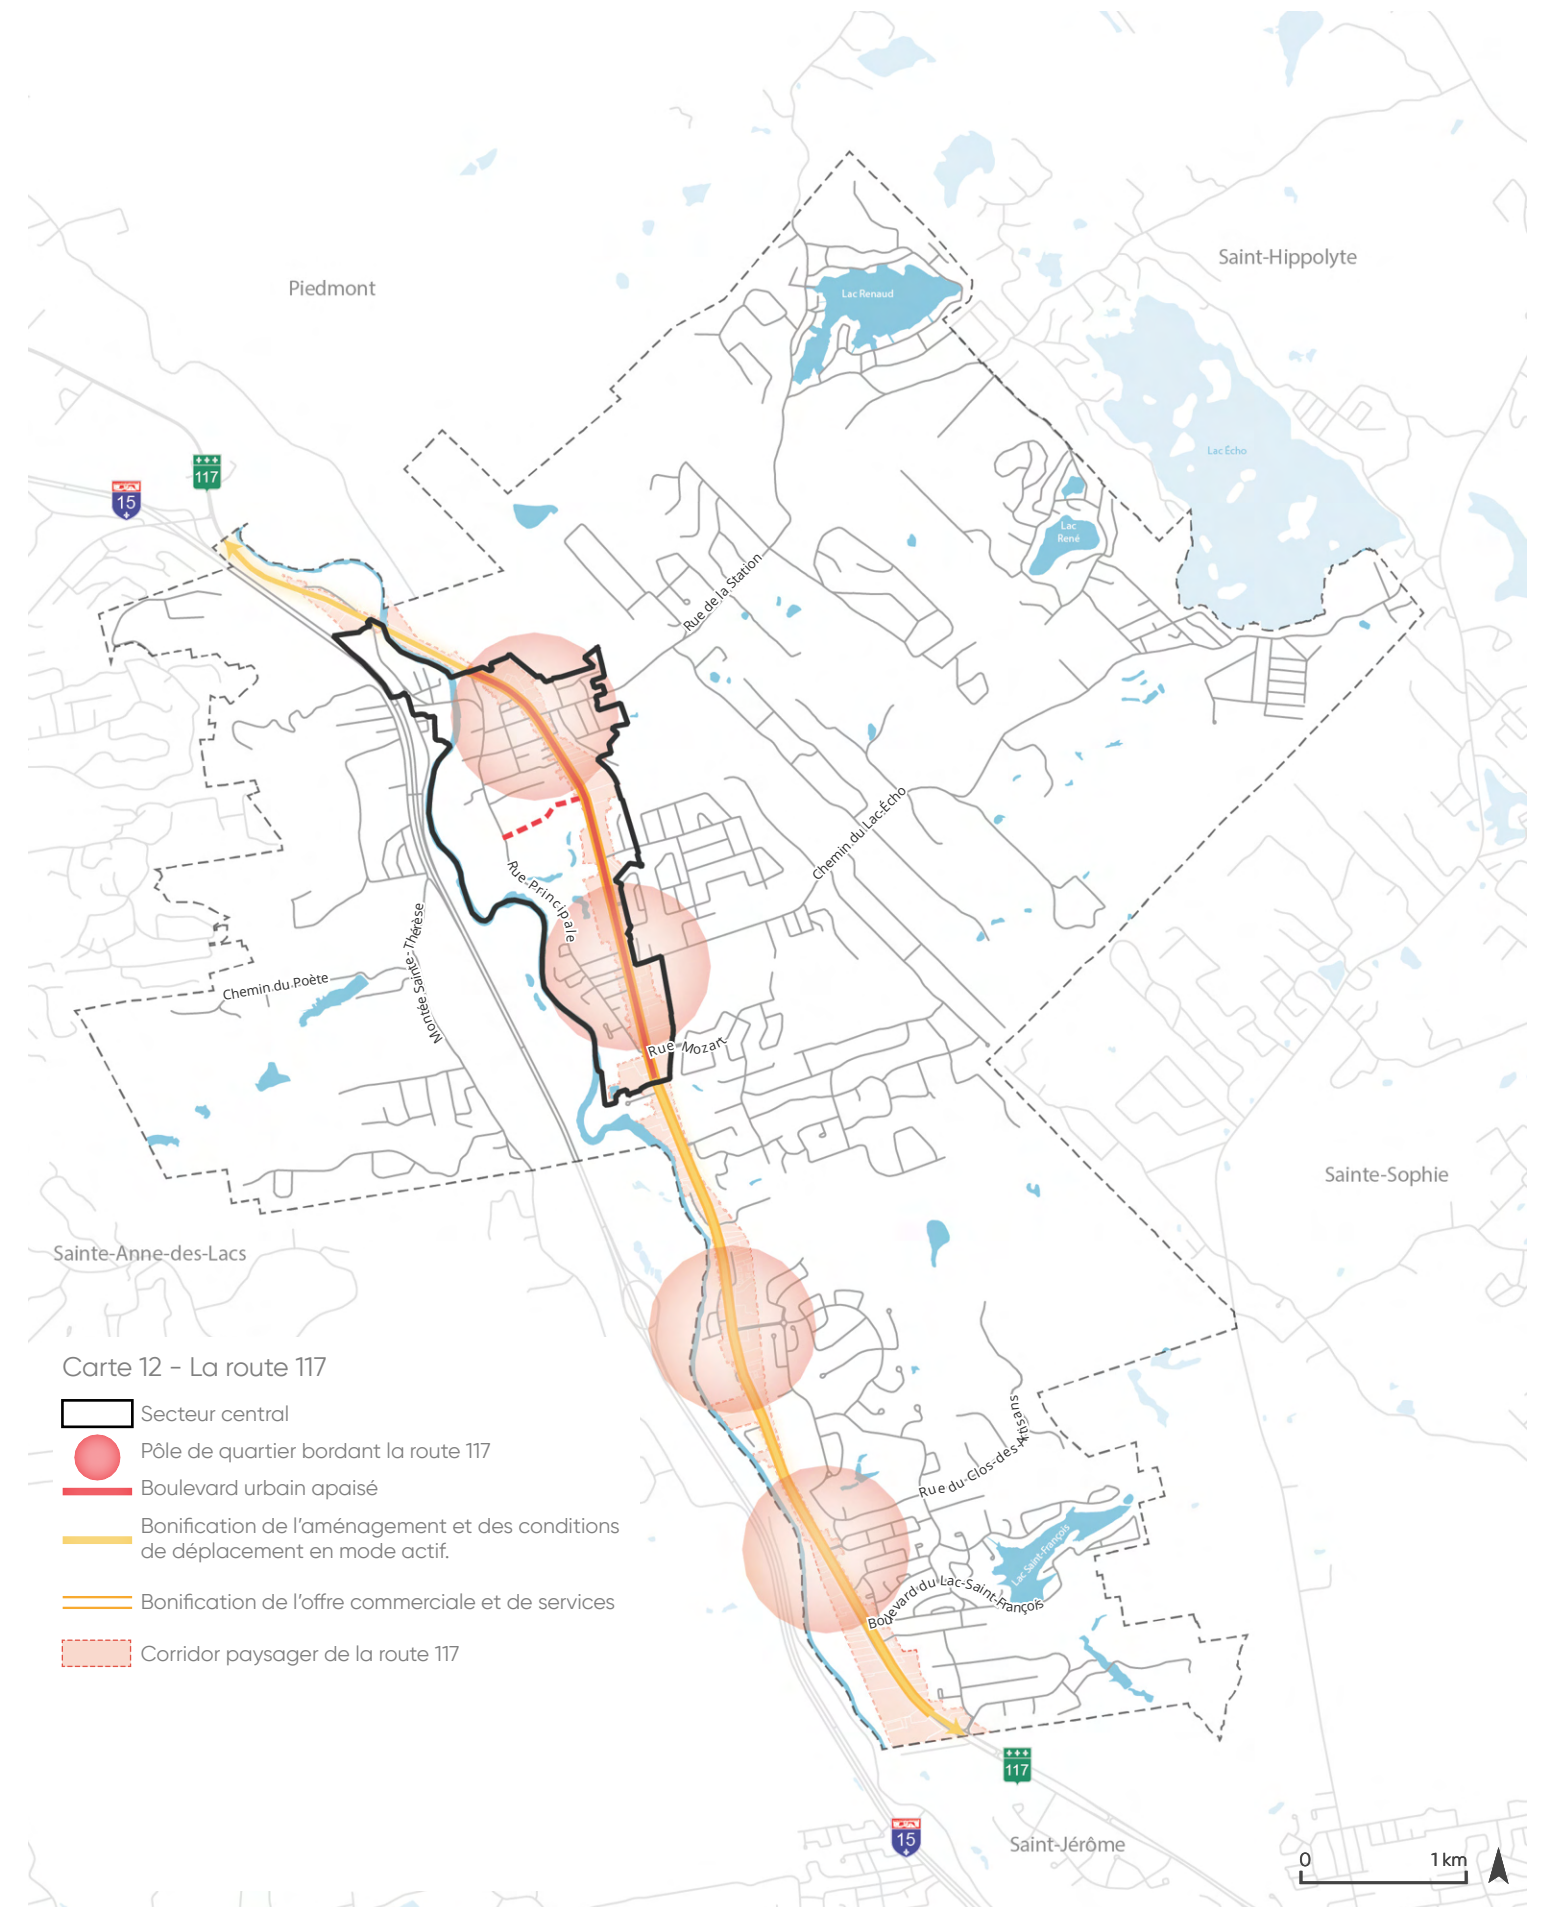 Saint-Hippolyte
Piedmont
Lac Renaud
Lac Écho
117
15
Lac
René
Rue de la Station
Chemin du Lac-Écho
Rue-Principale
Montée Sainte-Thérèse
Chemin du Poète
Rue Mozart
Sainte-Sophie
Sainte-Anne-des-Lacs
Carte 12 - La route 117
Secteur central
Pôle de quartier bordant la route 117
Boulevard urbain apaisé
Bonification de l'aménagement et des conditions
de déplacement en mode actif.
Bonification de l'offre commerciale et de services
Corridor paysager de la route 117
Rue du-Clos-des-Artisans
Lac Saint-François
Boulevard du Lac-Saint-François
117
15
Saint-Jérôme
0 1 km